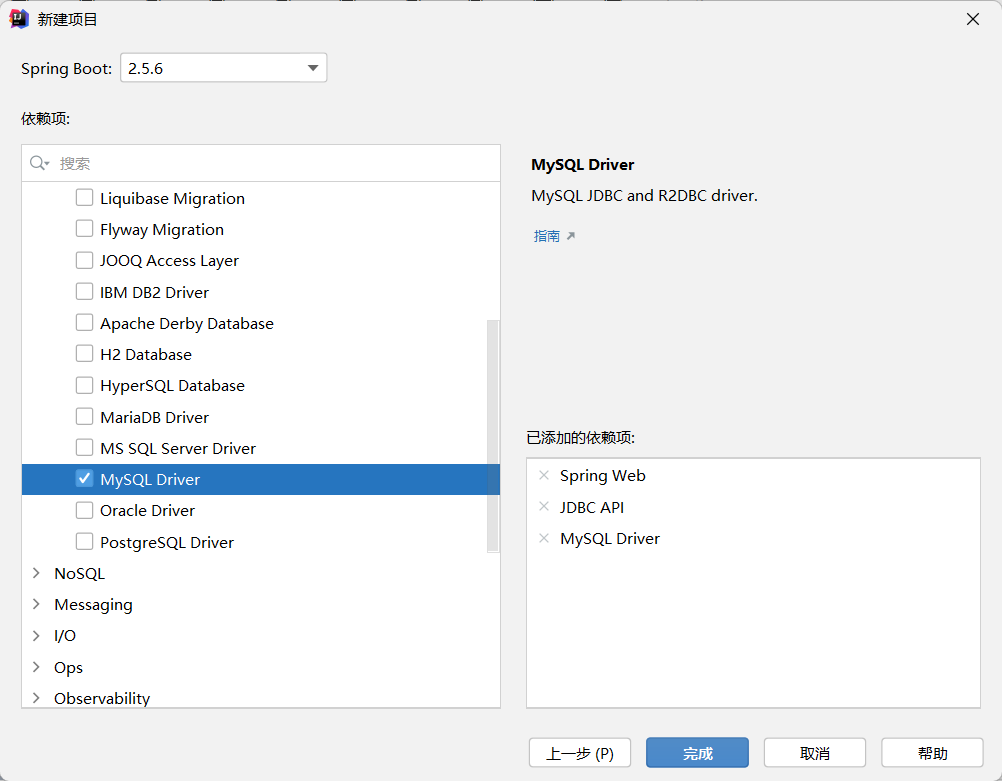 新建项目
Spring Boot: 2.5.6
依赖项:
搜索
Liquibase Migration
Flyway Migration
JOOQ Access Layer
IBM DB2 Driver
Apache Derby Database
H2 Database
HyperSQL Database
MariaDB Driver
MS SQL Server Driver
MySQL Driver
Oracle Driver
PostgreSQL Driver
NoSQL
Messaging
I/O
Ops
Observability
MySQL Driver
MySQL JDBC and R2DBC driver.
指南
已添加的依赖项:
Spring Web
JDBC API
MySQL Driver
上一步 (P) 完成 取消 帮助